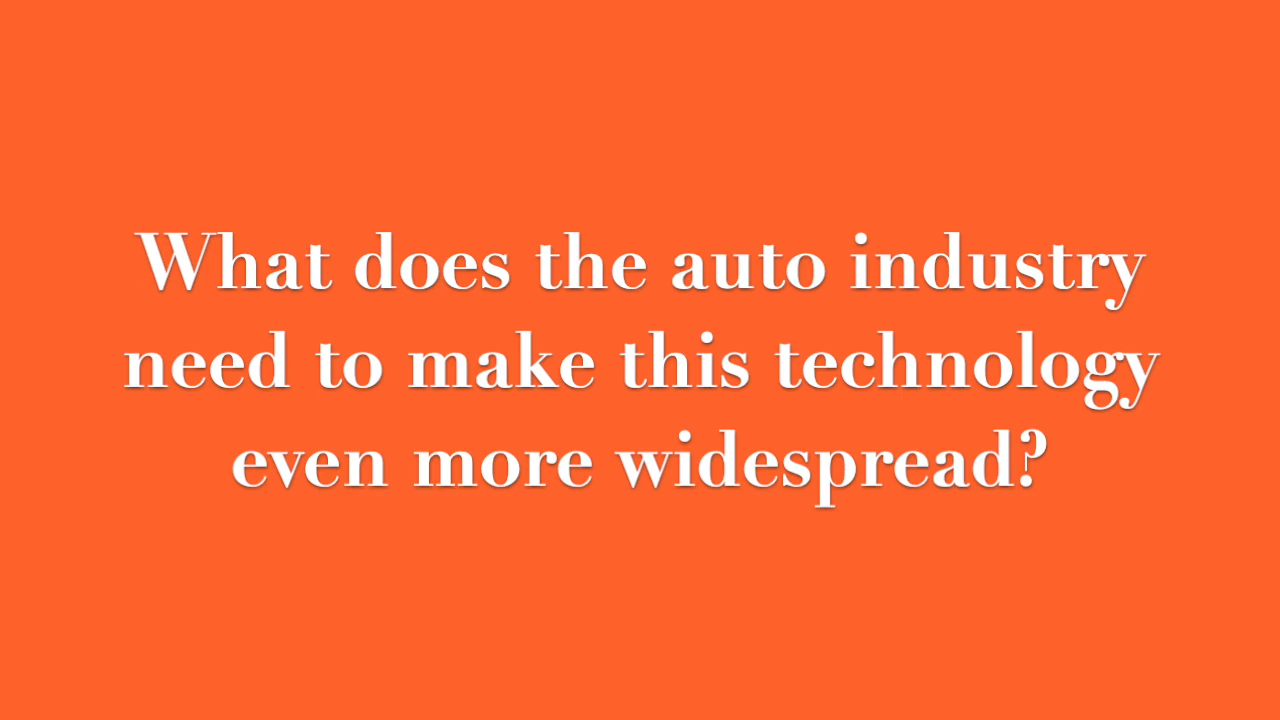 What does the auto industry
need to make this technology
even more widespread?